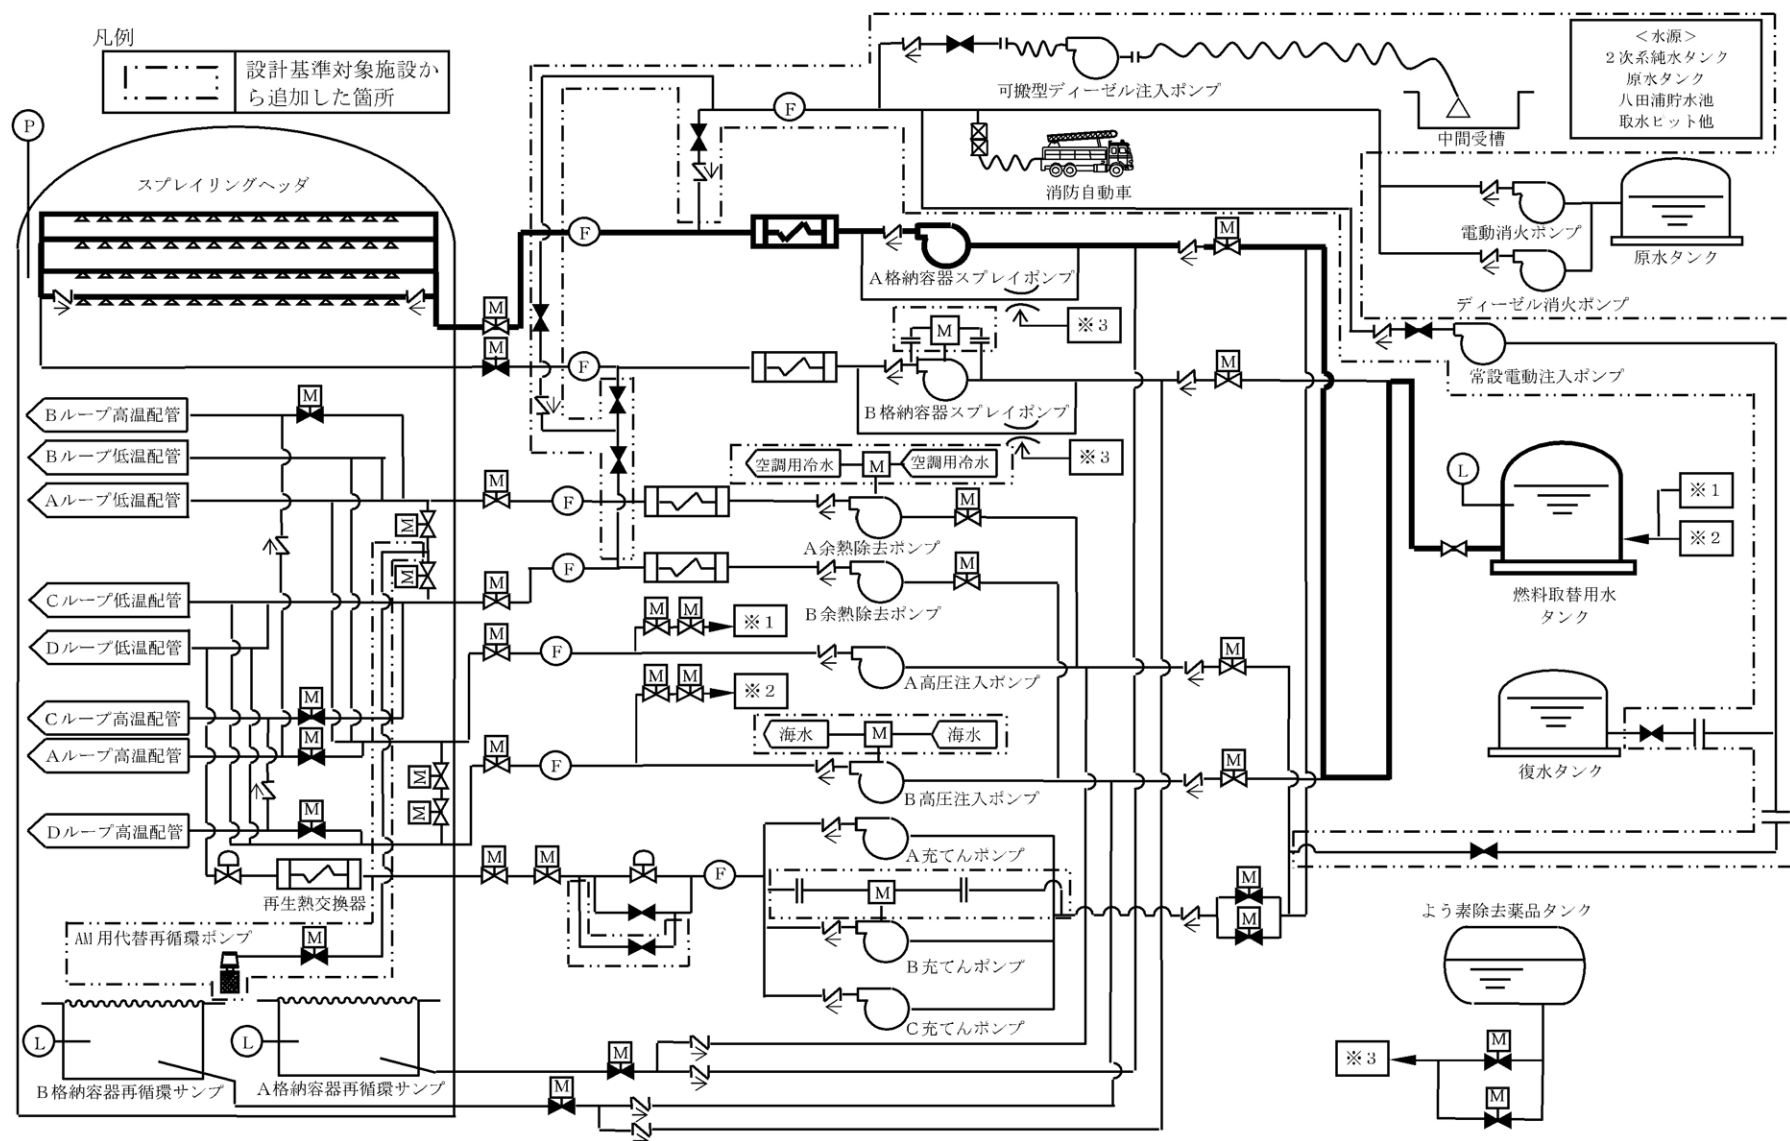 凡例
設計基準対象施設か
ら追加した箇所
P
スプレイリングヘッダ
F
可搬型ディーゼル注入ポンプ
中間受槽
＜水源＞
２次系純水タンク
原水タンク
八田浦貯水池
取水ピット他
消防自動車
電動消火ポンプ
原水タンク
ディーゼル消火ポンプ
F
M
A格納容器スプレイポンプ
M
※3
M
M
F
M
B格納容器スプレイポンプ
M
常設電動注入ポンプ
※3
Bループ高温配管
M
Bループ低温配管
空調用冷水
M
空調用冷水
L
※1
※2
燃料取替用水
タンク
Aループ低温配管
M
F
M
A余熱除去ポンプ
M
M
Cループ低温配管
M
F
M
B余熱除去ポンプ
Dループ低温配管
M
F
M
M
※1
A高圧注入ポンプ
M
M
M
※2
Cループ高温配管
M
Aループ高温配管
M
海水
M
海水
復水タンク
M
F
B高圧注入ポンプ
M
M
M
Dループ高温配管
M
再生熱交換器
M
M
F
A充てんポンプ
M
B充てんポンプ
C充てんポンプ
M
M
よう素除去薬品タンク
AM用代替再循環ポンプ
M
L
B格納容器再循環サンプ
L
A格納容器再循環サンプ
M
M
※3
M
M